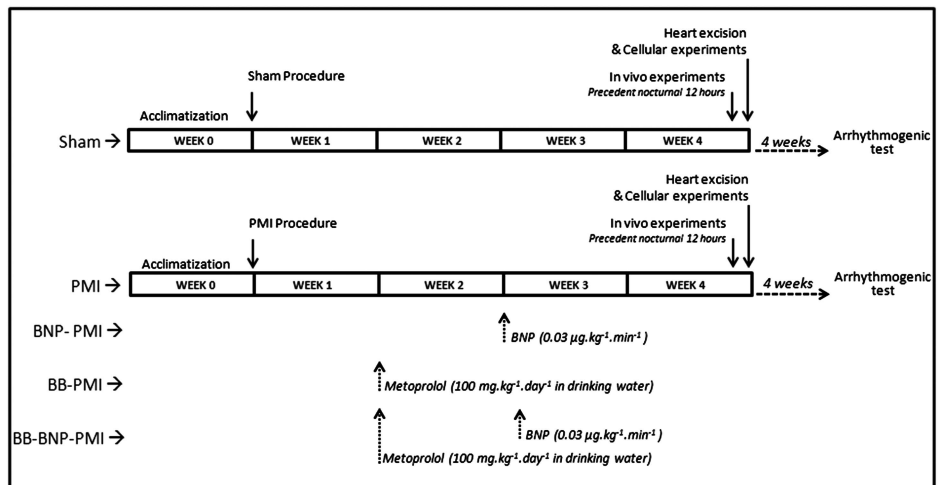 Heart excision
& Cellular experiments
Sham Procedure
In vivo experiments
Precedent nocturnal 12 hours
Acclimatization
Sham → WEEK 0 WEEK 1 WEEK 2 WEEK 3 WEEK 4 4 weeks Arrhythmogenic
test
Heart excision
& Cellular experiments
PMI Procedure
In vivo experiments
Precedent nocturnal 12 hours
Acclimatization
PMI → WEEK 0 WEEK 1 WEEK 2 WEEK 3 WEEK 4 4 weeks Arrhythmogenic
test
BNP- PMI →
BNP (0.03 µg.kg⁻¹.min⁻¹)
BB-PMI →
Metoprolol (100 mg.kg⁻¹.day⁻¹ in drinking water)
BB-BNP-PMI →
BNP (0.03 µg.kg⁻¹.min⁻¹)
Metoprolol (100 mg.kg⁻¹.day⁻¹ in drinking water)